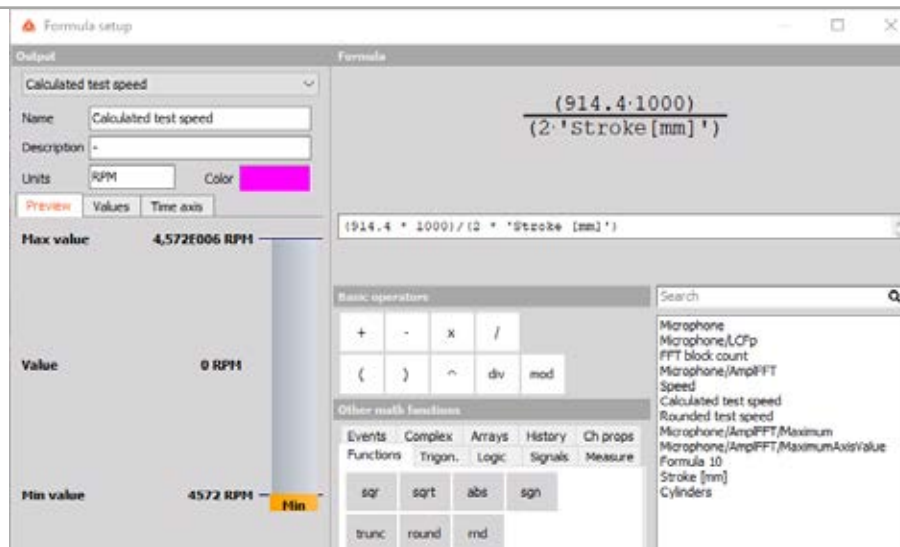 Formula setup
Output
Calculated test speed
Name Calculated test speed
Description -
Units RPM Color
Preview Values Time axis
Max value 4,572E006 RPM
Value 0 RPM
Min value 4572 RPM
Min
Formula
(914.4·1000)
(2·'Stroke[mm]')
(914.4 * 1000)/(2 * 'Stroke [mm]')
Basic operators
+ - x /
( ) ^ div mod
Other math functions
Events Complex Arrays History Ch props
Functions Trigon. Logic Signals Measure
sqr sqrt abs sgn
trunc round rnd
Search
Microphone
Microphone/LCFp
FFT block count
Microphone/AmplFFT
Speed
Calculated test speed
Rounded test speed
Microphone/AmplFFT/Maximum
Microphone/AmplFFT/MaximumAxisValue
Formula 10
Stroke [mm]
Cylinders